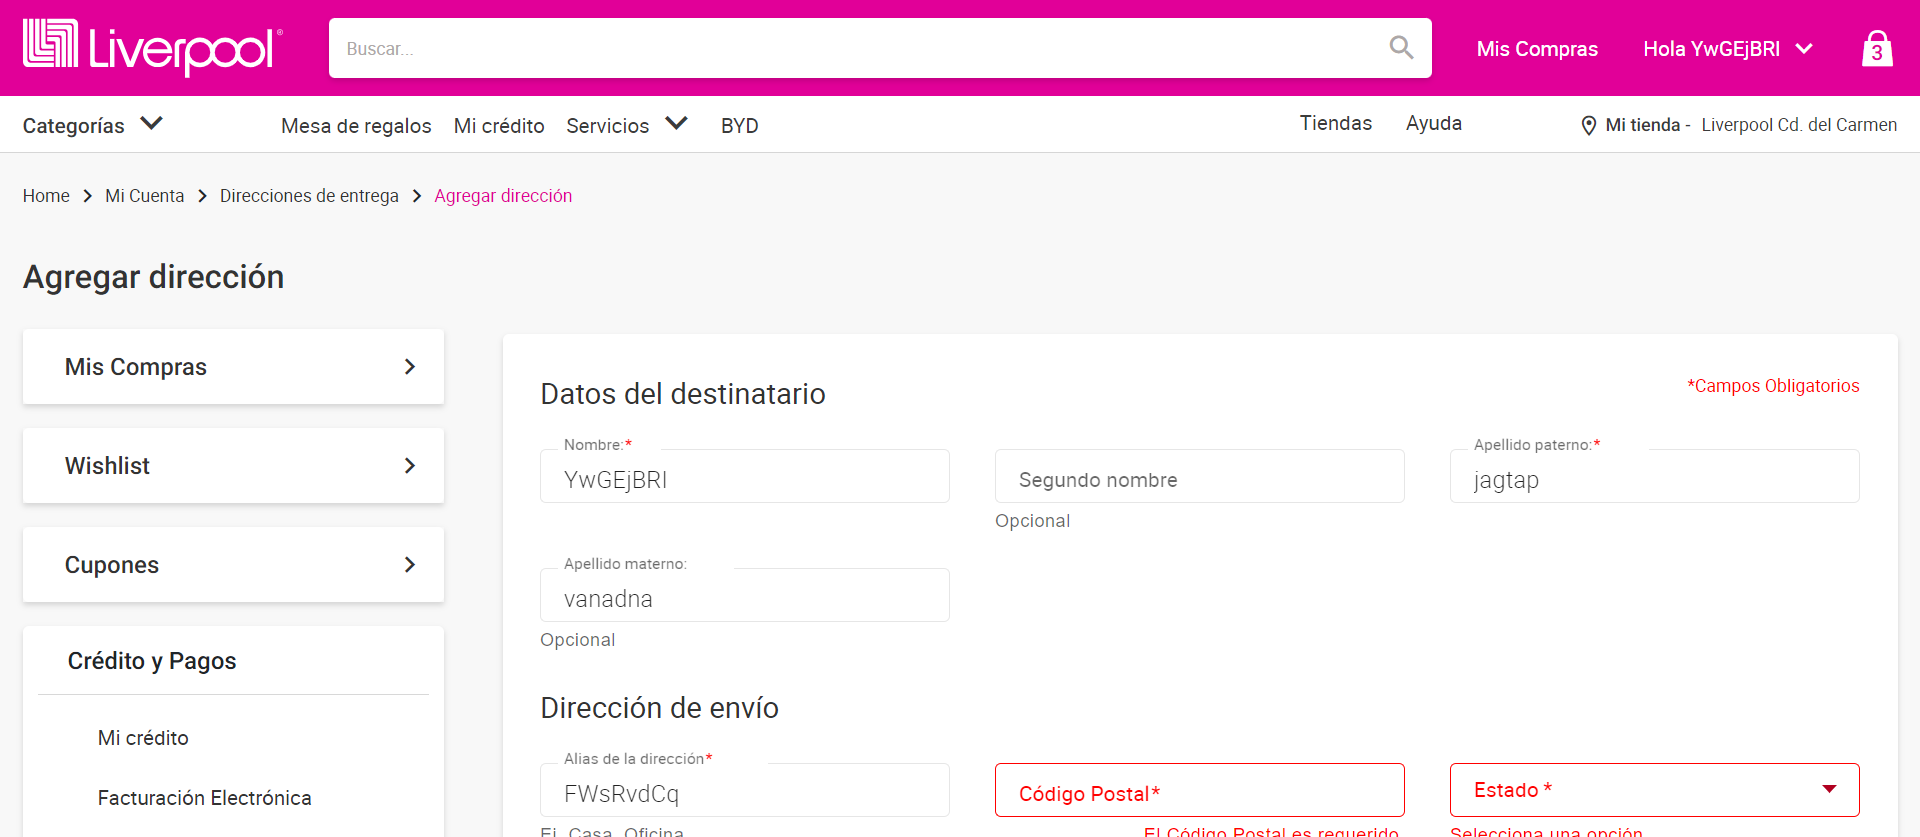 Liverpool®
Buscar...
Mis Compras
Hola YwGEjBRI
3
Categorías
Mesa de regalos
Mi crédito
Servicios
BYD
Tiendas
Ayuda
Mi tienda - Liverpool Cd. del Carmen
Home > Mi Cuenta > Direcciones de entrega > Agregar dirección
Agregar dirección
Mis Compras
Wishlist
Cupones
Crédito y Pagos
Mi crédito
Facturación Electrónica
Datos del destinatario
*Campos Obligatorios
Nombre:*
YwGEjBRI
Segundo nombre
Opcional
Apellido paterno:*
jagtap
Apellido materno:
vanadna
Opcional
Dirección de envío
Alias de la dirección*
FWsRvdCq
Ej. Casa, Oficina
Código Postal*
El Código Postal es requerido
Estado *
Selecciona una opción